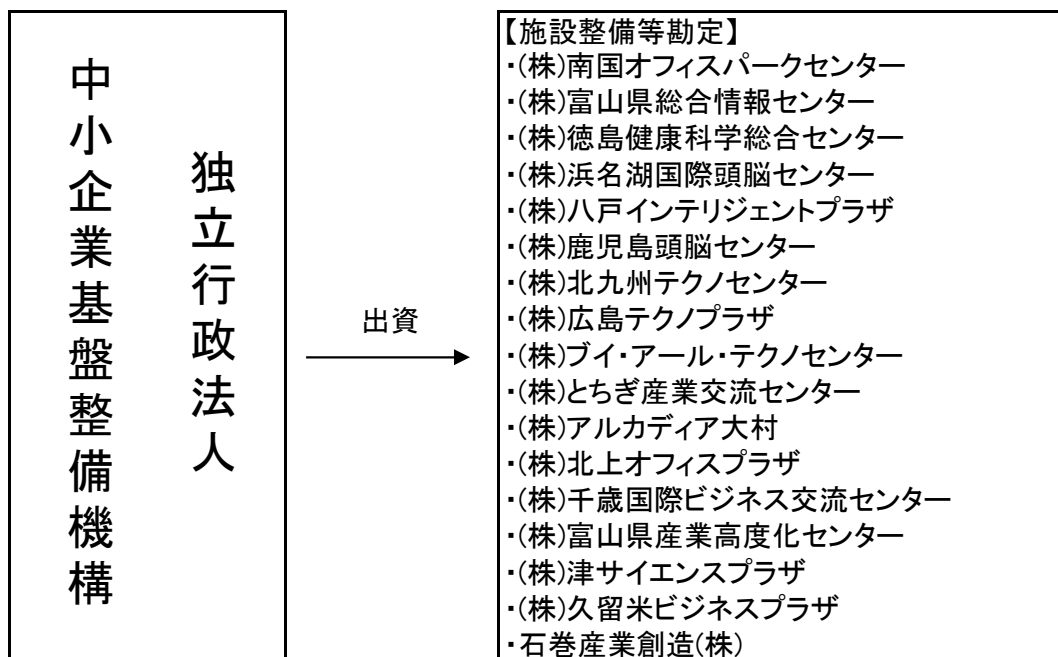 独立行政法人
中小企業基盤整備機構
出資
【施設整備等勘定】
・(株)南国オフィスパークセンター
・(株)富山県総合情報センター
・(株)徳島健康科学総合センター
・(株)浜名湖国際頭脳センター
・(株)八戸インテリジェントプラザ
・(株)鹿児島頭脳センター
・(株)北九州テクノセンター
・(株)広島テクノプラザ
・(株)ブイ・アール・テクノセンター
・(株)とちぎ産業交流センター
・(株)アルカディア大村
・(株)北上オフィスプラザ
・(株)千歳国際ビジネス交流センター
・(株)富山県産業高度化センター
・(株)津サイエンスプラザ
・(株)久留米ビジネスプラザ
・石巻産業創造(株)